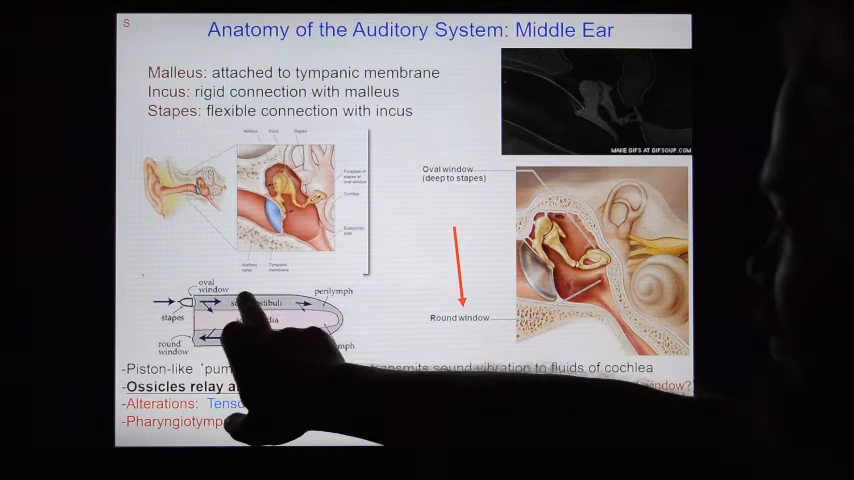 S
Anatomy of the Auditory System: Middle Ear
Malleus: attached to tympanic membrane
Incus: rigid connection with malleus
Stapes: flexible connection with incus
MAKE GIFS AT GIFSOUP.COM
Malleus Incus Stapes
Oval window
(deep to stapes)
Footplate of
stapes at
oval window
Cochlea
Eustachian
tube
Auditory
canal
Tympanic
membrane
oval
window
perilymph
stapes
Round window
round
window
-Piston-like "pum transmits sound vibration to fluids of cochlea
-Ossicles relay a window?
-Alterations: Tenso
-Pharyngiotymp